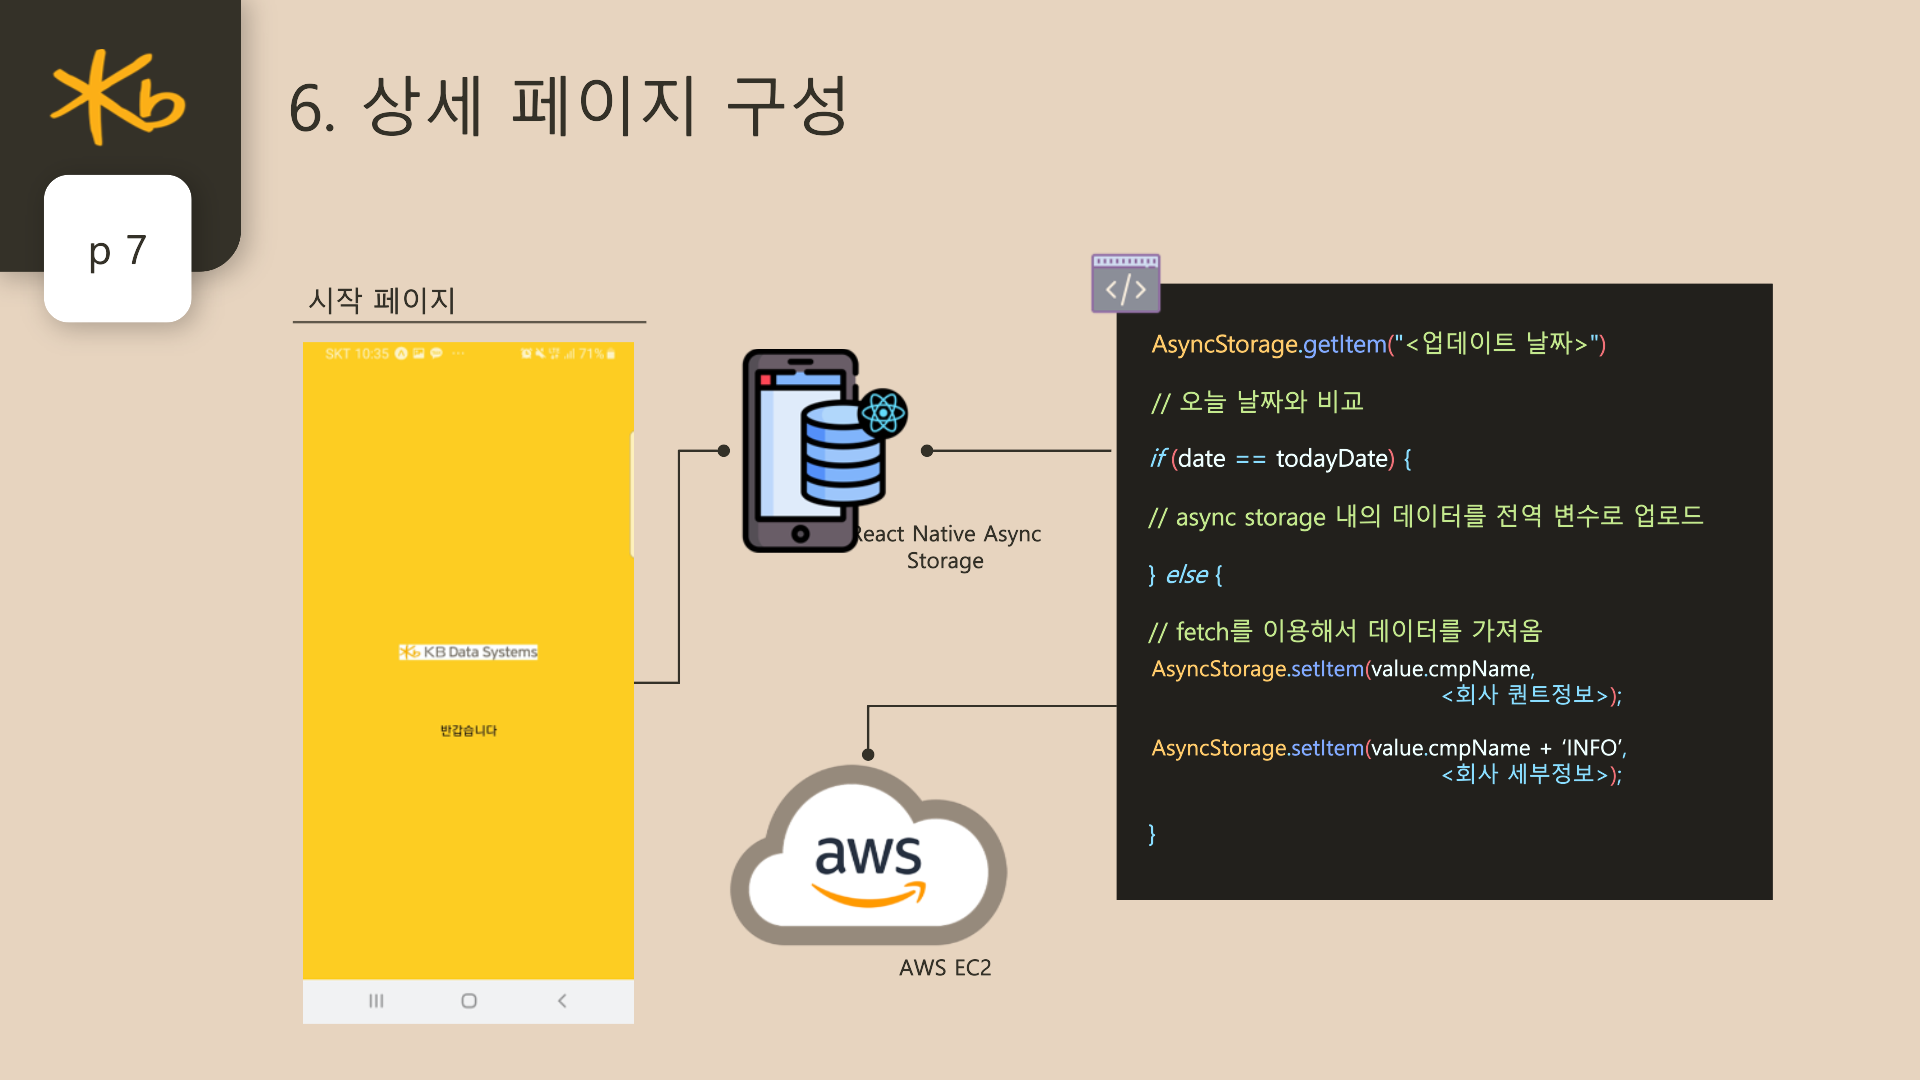 Kb
6. 상세 페이지 구성
p 7
시작 페이지
SKT 10:35
71%
KB Data Systems
반갑습니다
React Native Async
Storage
aws
AWS EC2
</>
AsyncStorage.getItem("<업데이트 날짜>")
// 오늘 날짜와 비교
if (date == todayDate) {
// async storage 내의 데이터를 전역 변수로 업로드
} else {
// fetch를 이용해서 데이터를 가져옴
AsyncStorage.setItem(value.cmpName,
<회사 퀀트정보>);
AsyncStorage.setItem(value.cmpName + ‘INFO’,
<회사 세부정보>);
}